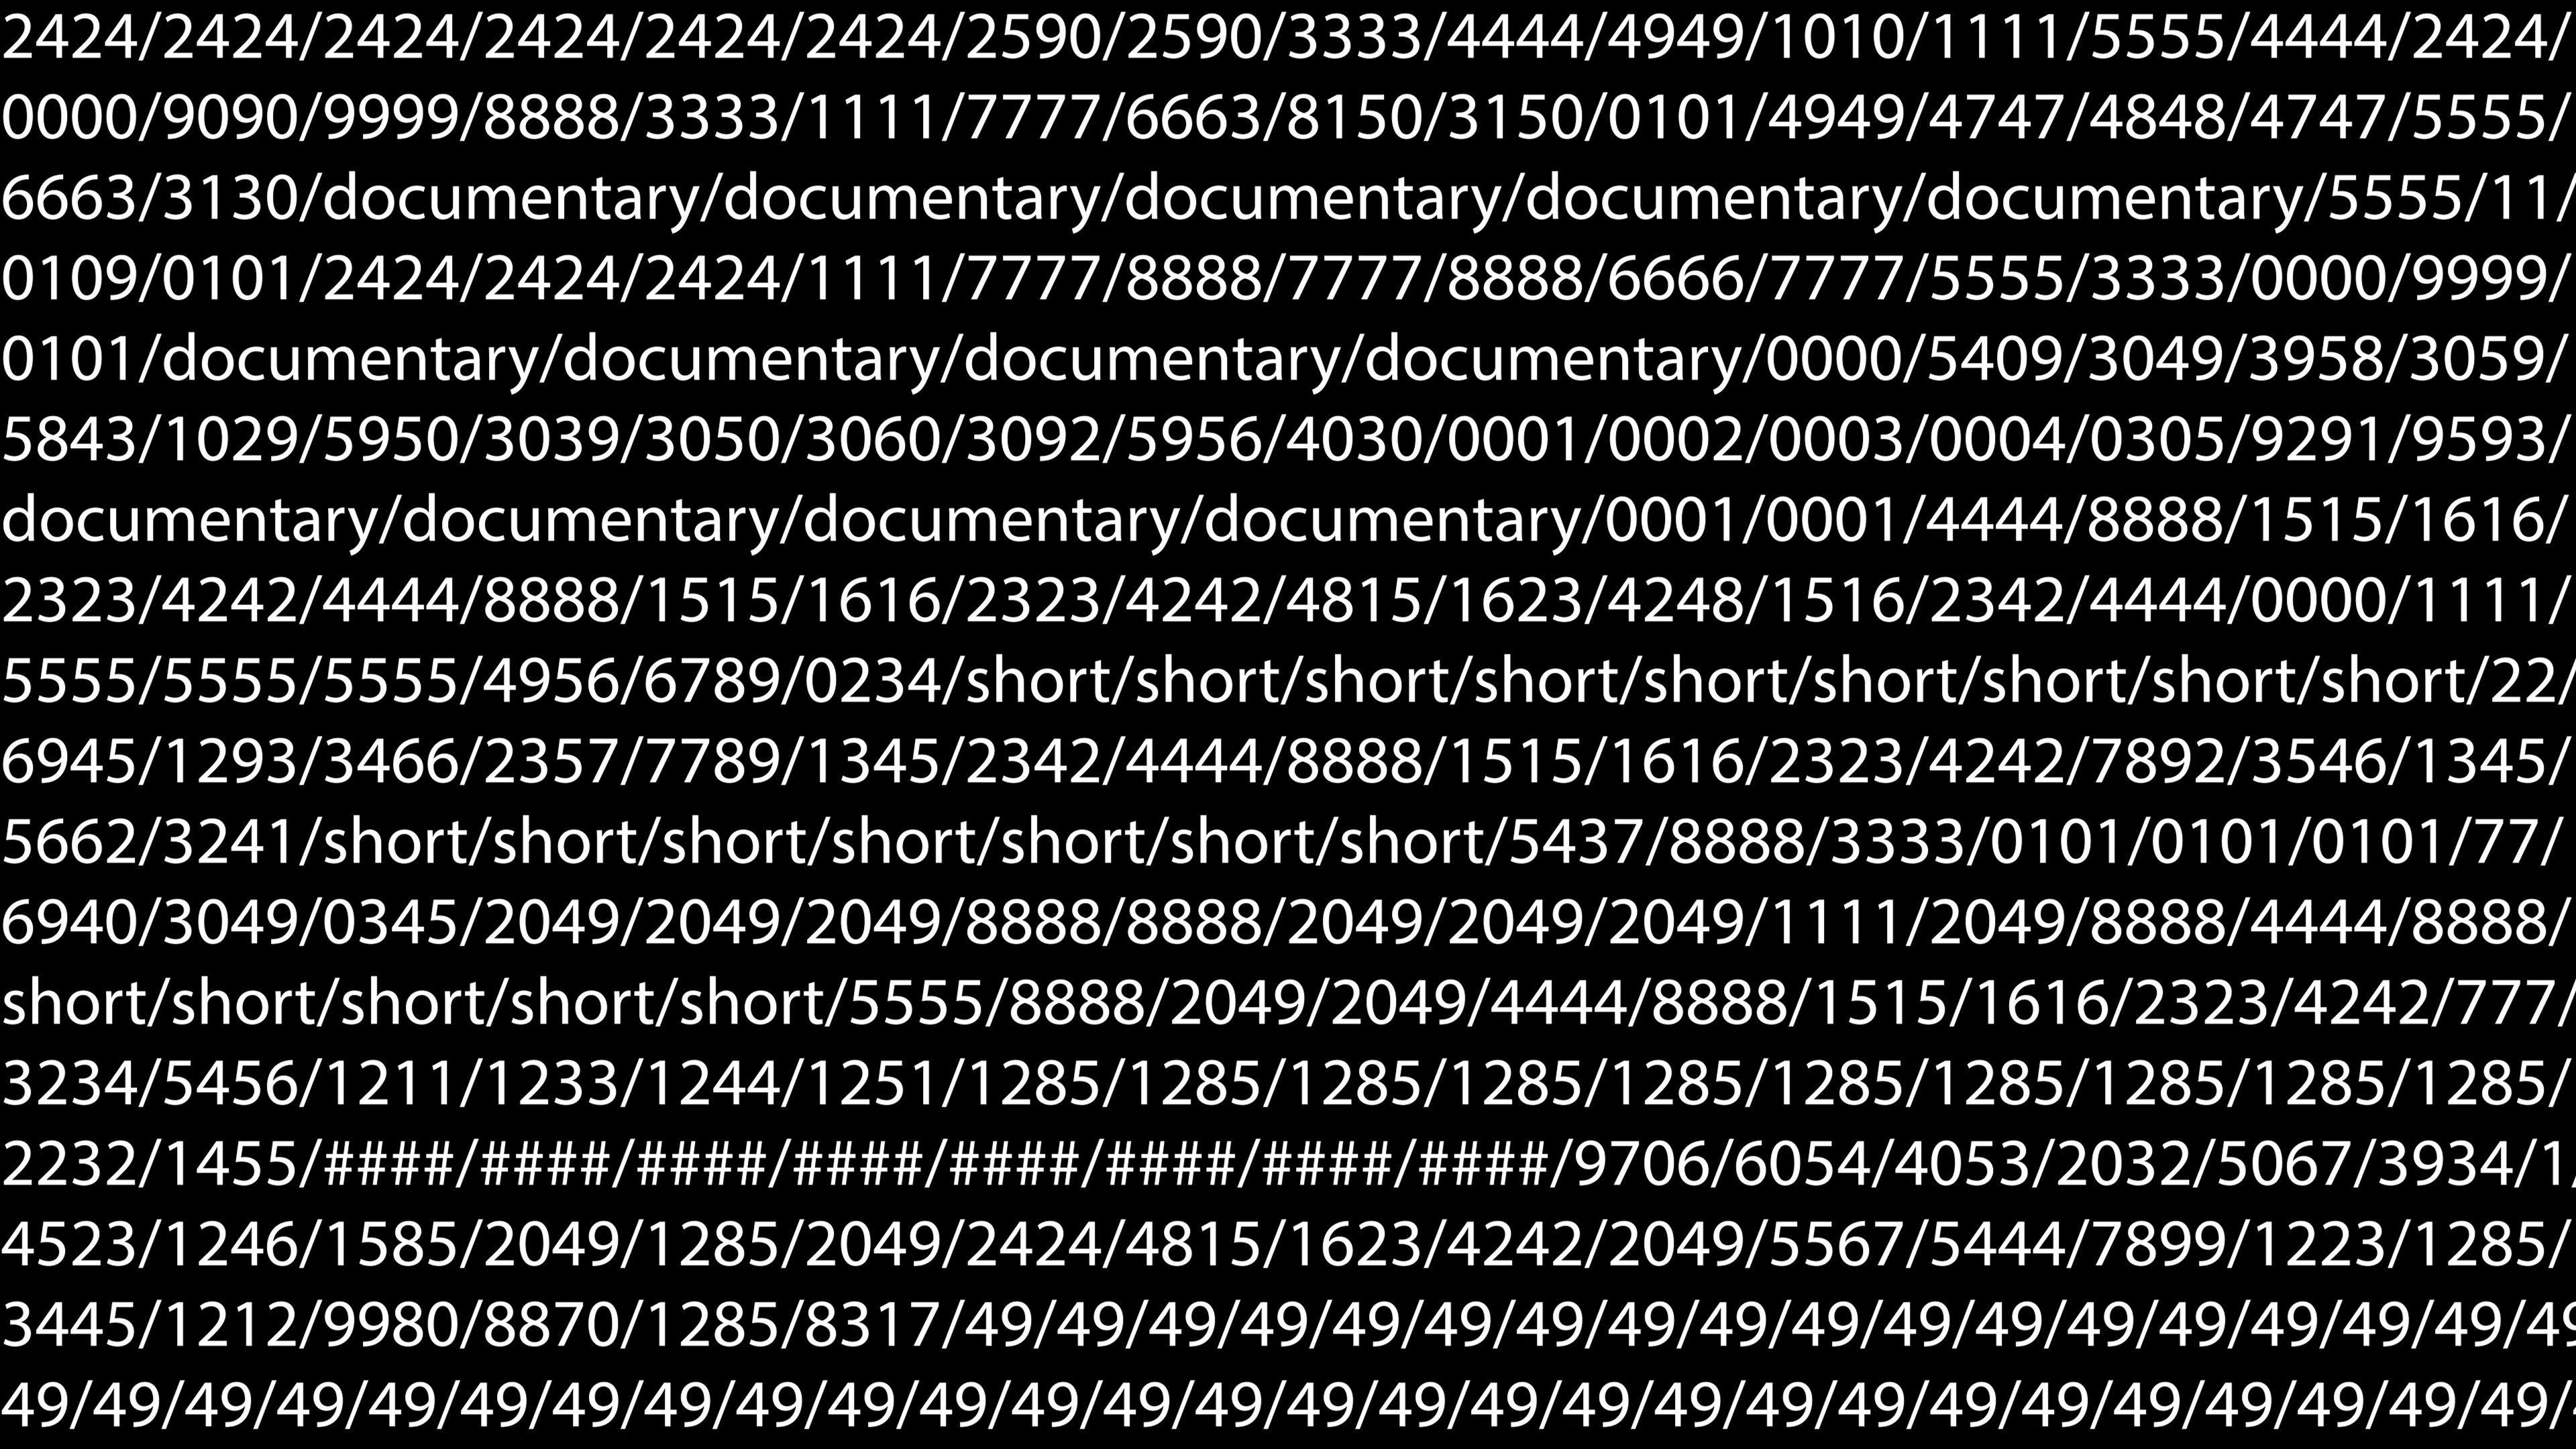 2424/2424/2424/2424/2424/2424/2590/2590/3333/4444/4949/1010/1111/5555/4444/2424/
0000/9090/9999/8888/3333/1111/7777/6663/8150/3150/0101/4949/4747/4848/4747/5555/
6663/3130/documentary/documentary/documentary/documentary/documentary/5555/11/
0109/0101/2424/2424/2424/1111/7777/8888/7777/8888/6666/7777/5555/3333/0000/9999/
0101/documentary/documentary/documentary/documentary/0000/5409/3049/3958/3059/
5843/1029/5950/3039/3050/3060/3092/5956/4030/0001/0002/0003/0004/0305/9291/9593/
documentary/documentary/documentary/documentary/0001/0001/4444/8888/1515/1616/
2323/4242/4444/8888/1515/1616/2323/4242/4815/1623/4248/1516/2342/4444/0000/1111/
5555/5555/5555/4956/6789/0234/short/short/short/short/short/short/short/short/short/22/
6945/1293/3466/2357/7789/1345/2342/4444/8888/1515/1616/2323/4242/7892/3546/1345/
5662/3241/short/short/short/short/short/short/short/5437/8888/3333/0101/0101/0101/77/
6940/3049/0345/2049/2049/2049/8888/8888/2049/2049/2049/1111/2049/8888/4444/8888/
short/short/short/short/short/5555/8888/2049/2049/4444/8888/1515/1616/2323/4242/777/
3234/5456/1211/1233/1244/1251/1285/1285/1285/1285/1285/1285/1285/1285/1285/1285/
2232/1455/####/####/####/####/####/####/####/####/9706/6054/4053/2032/5067/3934/1/
4523/1246/1585/2049/1285/2049/2424/4815/1623/4242/2049/5567/5444/7899/1223/1285/
3445/1212/9980/8870/1285/8317/49/49/49/49/49/49/49/49/49/49/49/49/49/49/49/49/49/49
49/49/49/49/49/49/49/49/49/49/49/49/49/49/49/49/49/49/49/49/49/49/49/49/49/49/49/49/